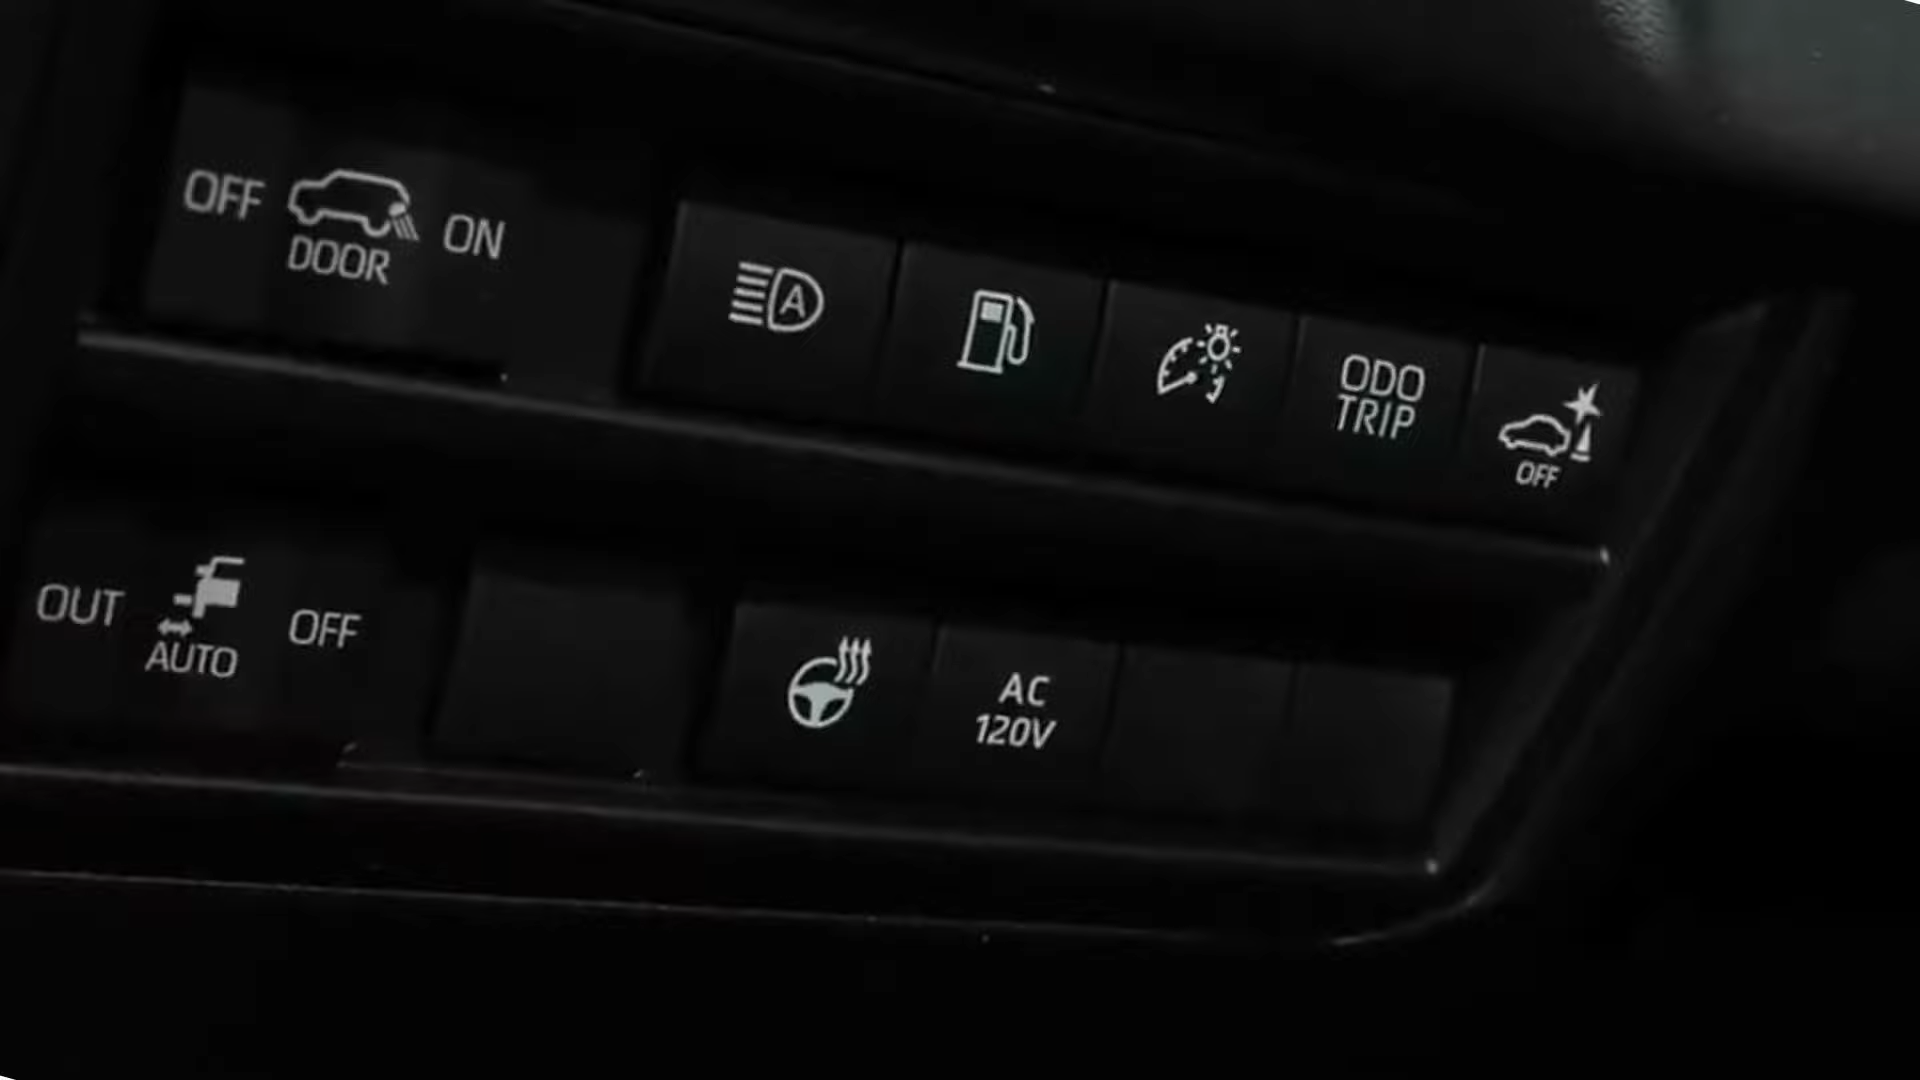 OFF DOOR ON
A
ODO
TRIP
OFF
OUT AUTO OFF
AC
120V